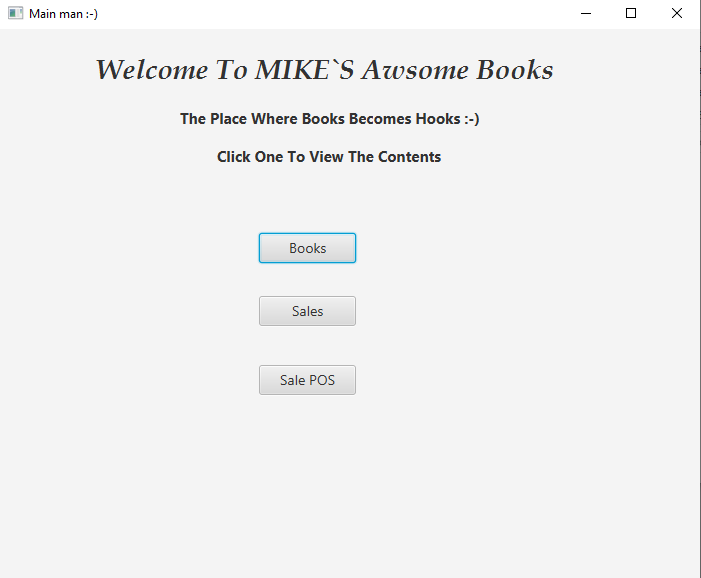 Main man :-)
Welcome To MIKE`S Awsome Books
The Place Where Books Becomes Hooks :-)
Click One To View The Contents
Books
Sales
Sale POS